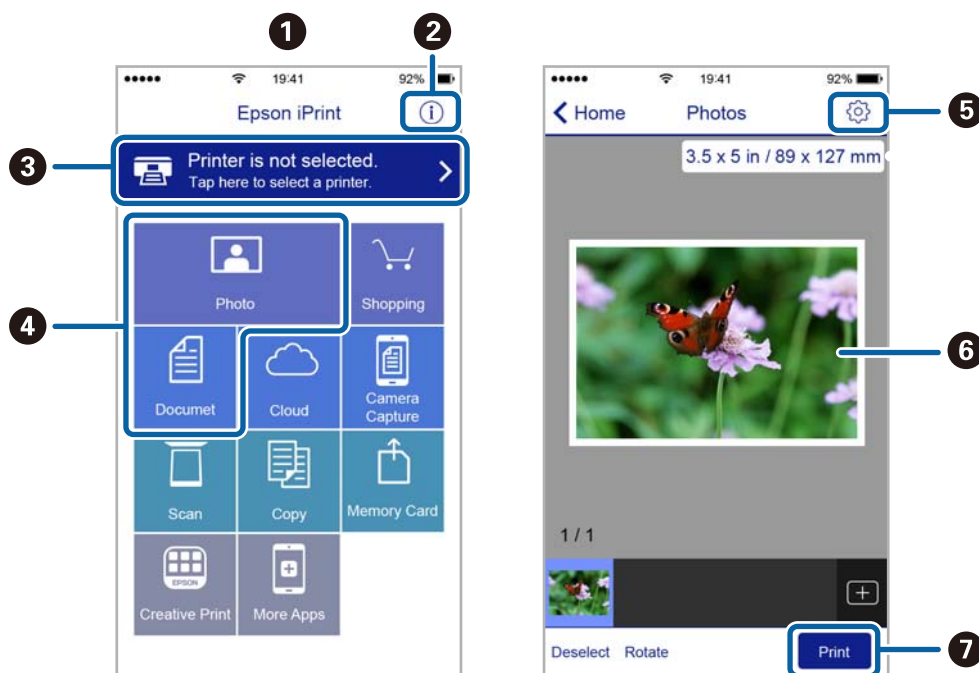 1
2
19:41
92%
Epson iPrint
3
Printer is not selected.
Tap here to select a printer.
4
Photo
Shopping
Documet
Cloud
Camera
Capture
Scan
Copy
Memory Card
EPSON
Creative Print
More Apps
19:41
92%
Home
Photos
5
3.5 x 5 in / 89 x 127 mm
6
1 / 1
Deselect
Rotate
Print
7